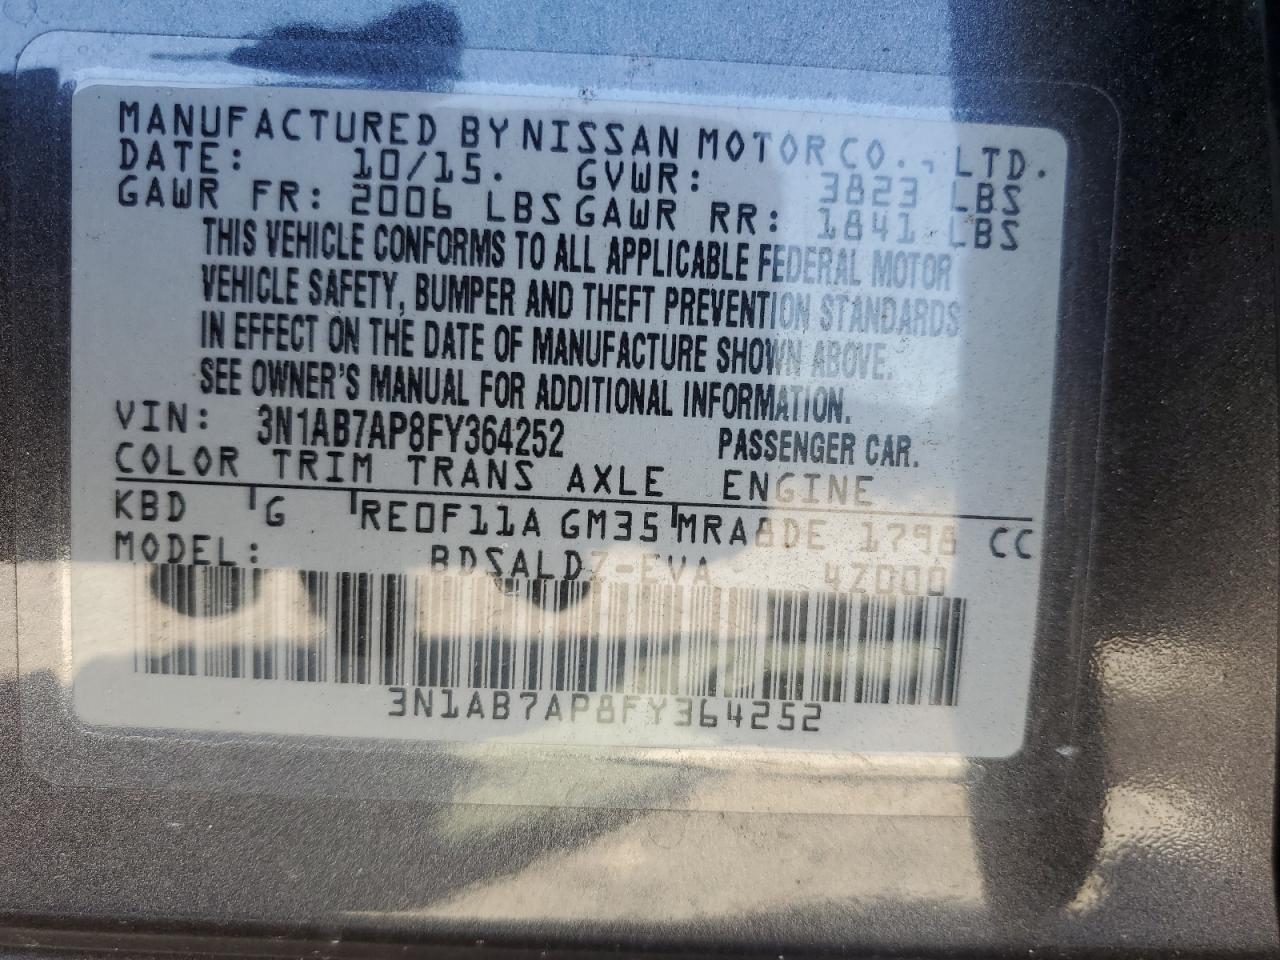 MANUFACTURED BY NISSAN MOTOR CO., LTD.
DATE: 10/15. GVWR: 3823 LBS
GAWR FR: 2006 LBS GAWR RR: 1841 LBS
THIS VEHICLE CONFORMS TO ALL APPLICABLE FEDERAL MOTOR
VEHICLE SAFETY, BUMPER AND THEFT PREVENTION STANDARDS
IN EFFECT ON THE DATE OF MANUFACTURE SHOWN ABOVE.
SEE OWNER'S MANUAL FOR ADDITIONAL INFORMATION.
VIN: 3N1AB7AP8FY364252 PASSENGER CAR.
COLOR TRIM TRANS AXLE ENGINE
KBD G RE0F11A GM35 MRA8DE 1798 CC
MODEL: BDSALDZ-EVA 4Z000
3N1AB7AP8FY364252